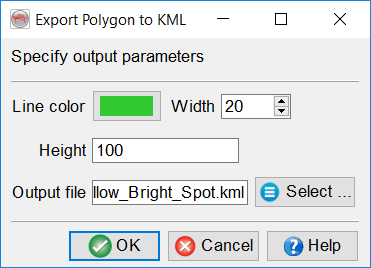 Export Polygon to KML
Specify output parameters
Line color Width 20
Height 100
Output file llow_Bright_Spot.kml Select ...
OK Cancel Help